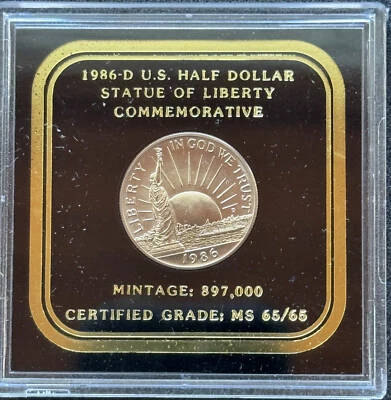 1986-D U.S. HALF DOLLAR
STATUE OF LIBERTY
COMMEMORATIVE
LIBERTY IN GOD WE TRUST
1986
MINTAGE: 897,000
CERTIFIED GRADE: MS 65/65